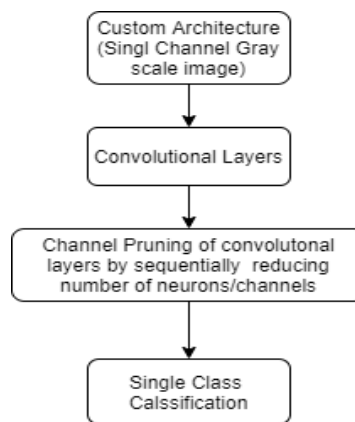 Custom Architecture
(Singl Channel Gray
scale image)
Convolutional Layers
Channel Pruning of convolutonal
layers by sequentially reducing
number of neurons/channels
Single Class
Calssification